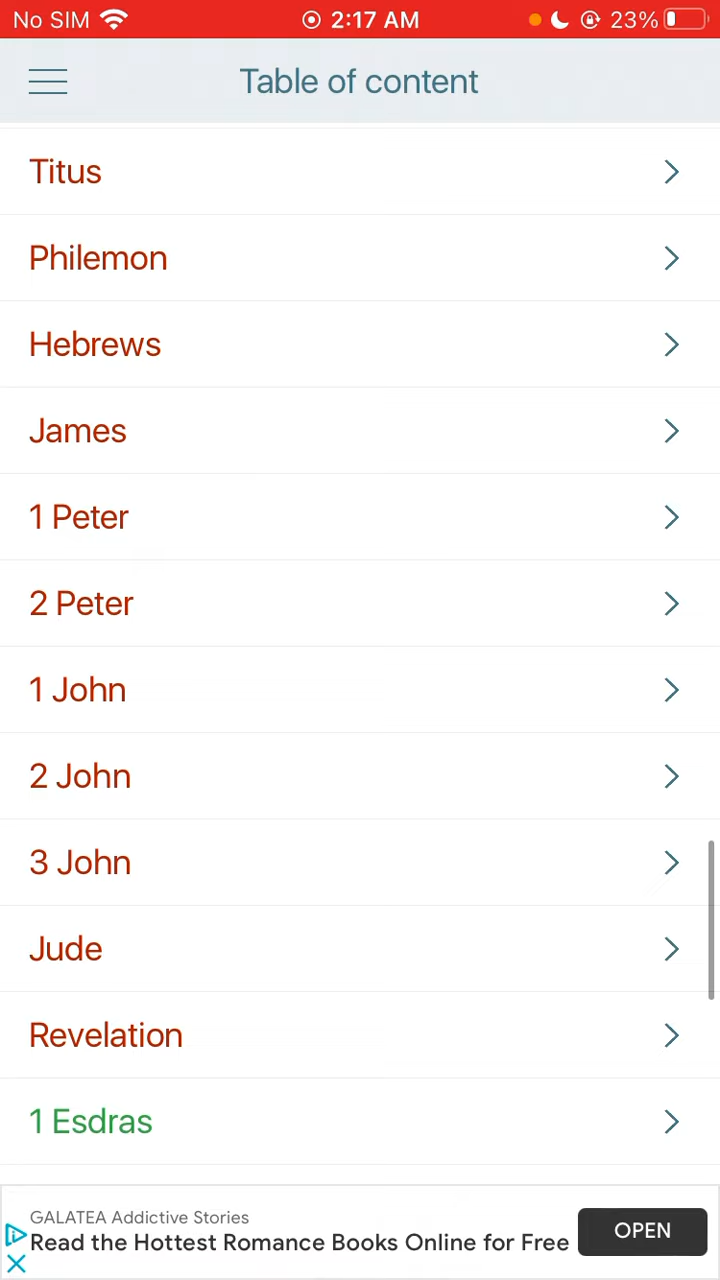 No SIM 2:17 AM 23%
Table of content
Titus
Philemon
Hebrews
James
1 Peter
2 Peter
1 John
2 John
3 John
Jude
Revelation
1 Esdras
GALATEA Addictive Stories
Read the Hottest Romance Books Online for Free
OPEN